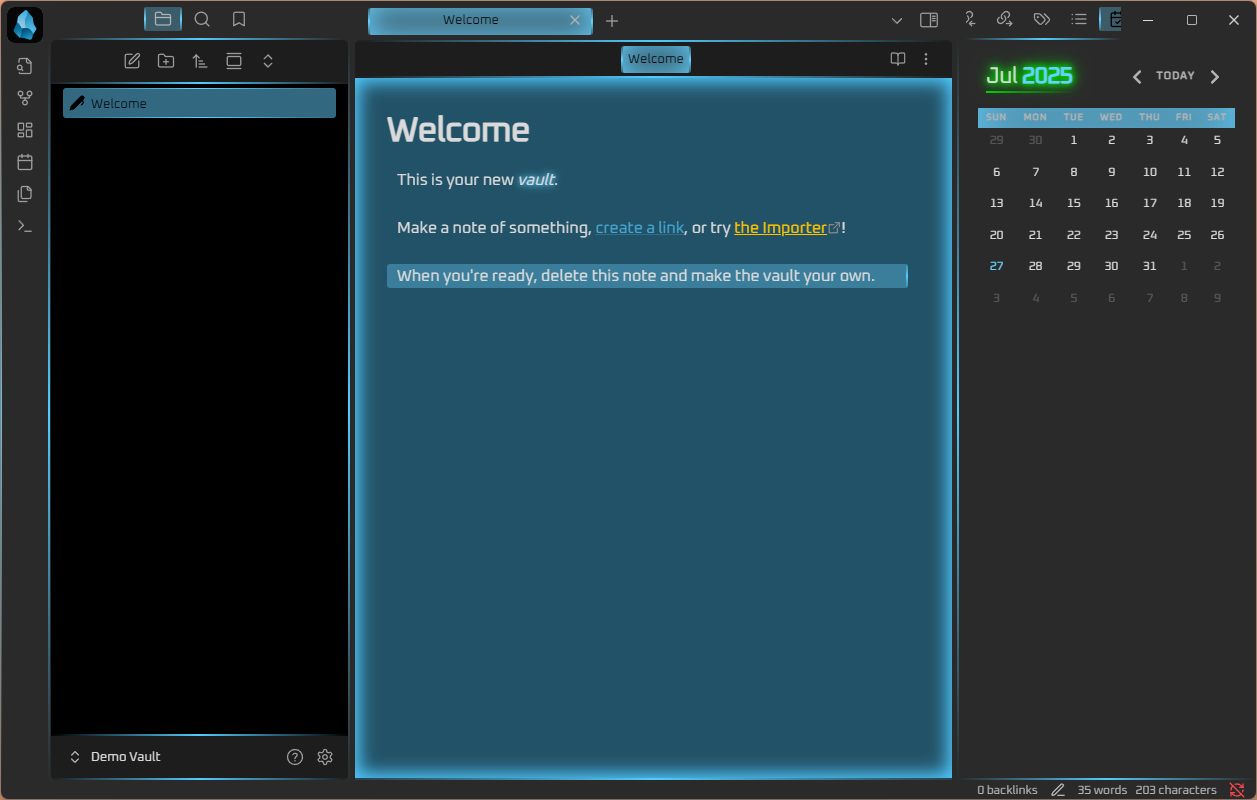 Welcome
Welcome
Welcome
Welcome
This is your new vault.
Make a note of something, create a link, or try the Importer!
When you're ready, delete this note and make the vault your own.
Demo Vault
Jul 2025
TODAY
SUN MON TUE WED THU FRI SAT
29 30 1 2 3 4 5
6 7 8 9 10 11 12
13 14 15 16 17 18 19
20 21 22 23 24 25 26
27 28 29 30 31 1 2
3 4 5 6 7 8 9
0 backlinks 35 words 203 characters